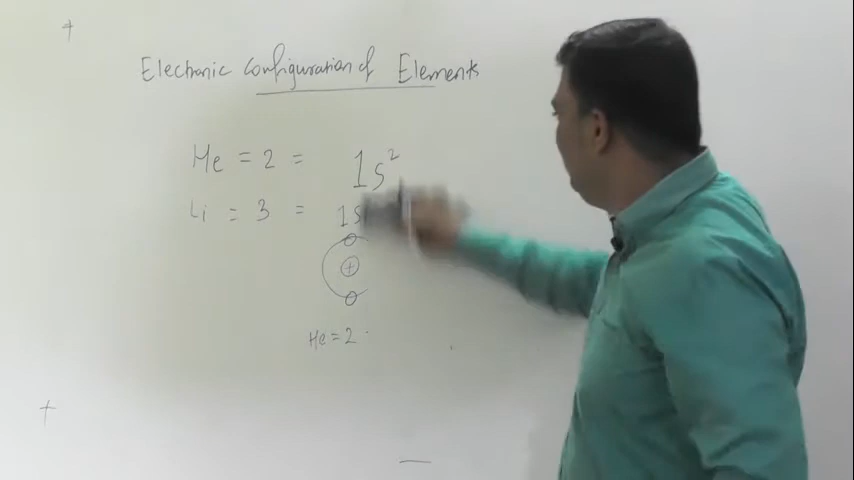 Electronic Configuration of Elements
He = 2 = 1s²
Li = 3 = 1s
+
He = 2